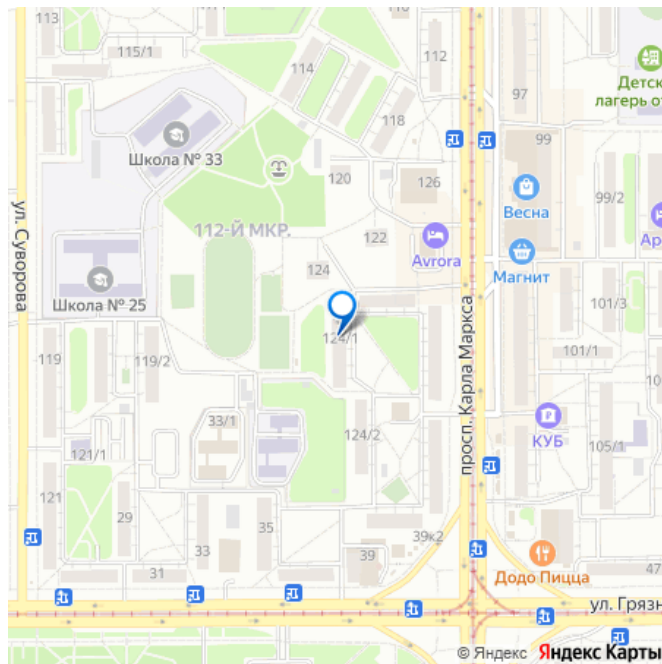 113
115/1
114
112
97
Детск
лагерь от
118
99
Школа № 33
120
126
Весна
99/2
112-Й МКР.
122
Avrora
Ар
ул. Суворова
124
Магнит
Школа № 25
просп. Карла Маркса
101/3
124/1
119
119/2
101/1
33/1
КУБ
124/2
105/1
121/1
121
29
35
33
39к2
39
31
Додо Пицца
47
ул. Грязн
© Яндекс Яндекс Карты